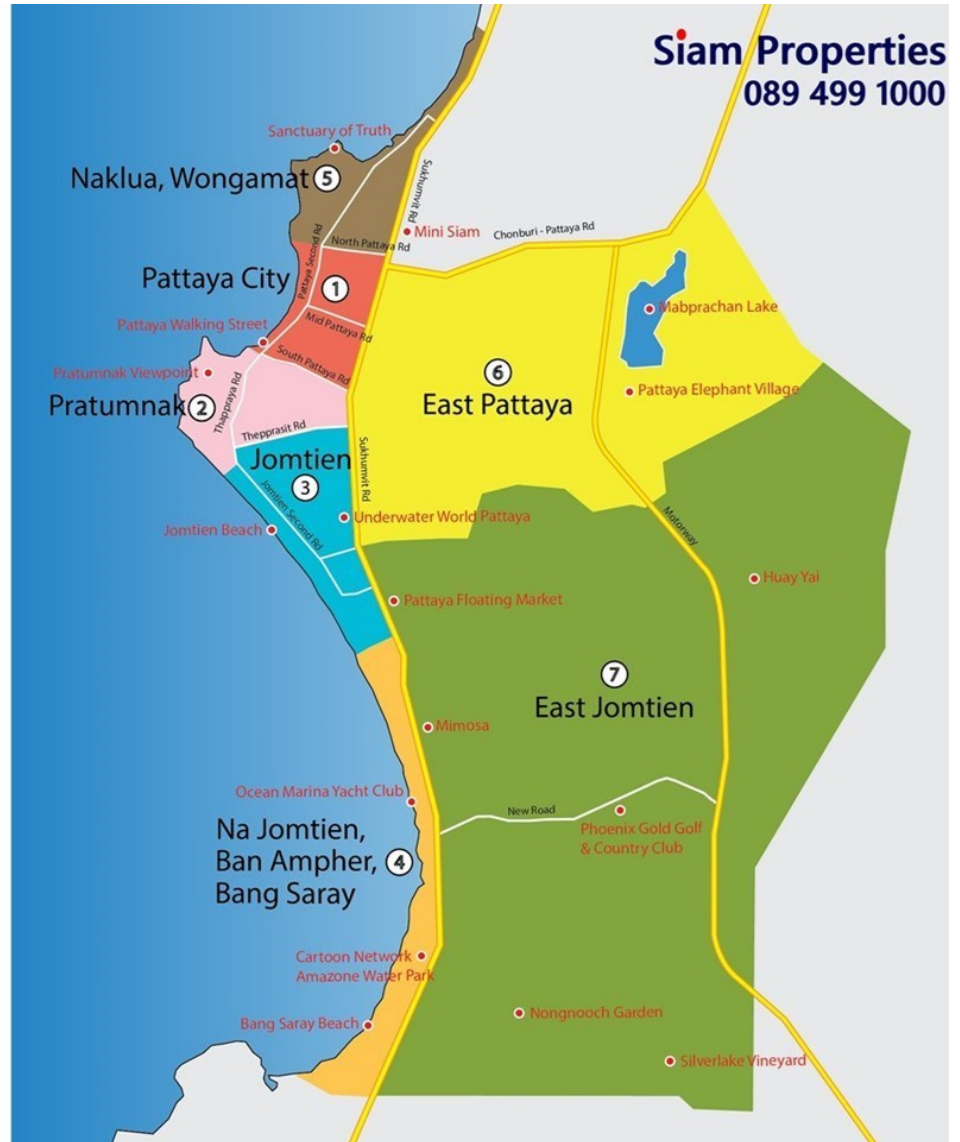 Siam Properties
089 499 1000
Sanctuary of Truth
Naklua, Wongamat 5
Sukhumvit Rd
Mini Siam
Chonburi - Pattaya Rd
North Pattaya Rd
Pattaya Second Rd
Pattaya City
1
Mabprachan Lake
Mid Pattaya Rd
Pattaya Walking Street
South Pattaya Rd
Pratumnak Viewpoint
6
East Pattaya
Pattaya Elephant Village
Pratumnak 2
Thappraya Rd
Thepprasit Rd
Jomtien
3
Sukhumvit Rd
Jomtien Second Rd
Underwater World Pattaya
Jomtien Beach
Motorway
Huay Yai
Pattaya Floating Market
7
East Jomtien
Mimosa
Ocean Marina Yacht Club
New Road
Phoenix Gold Golf
& Country Club
Na Jomtien,
Ban Ampher, 4
Bang Saray
Cartoon Network
Amazone Water Park
Bang Saray Beach
Nongnooch Garden
Silverlake Vineyard